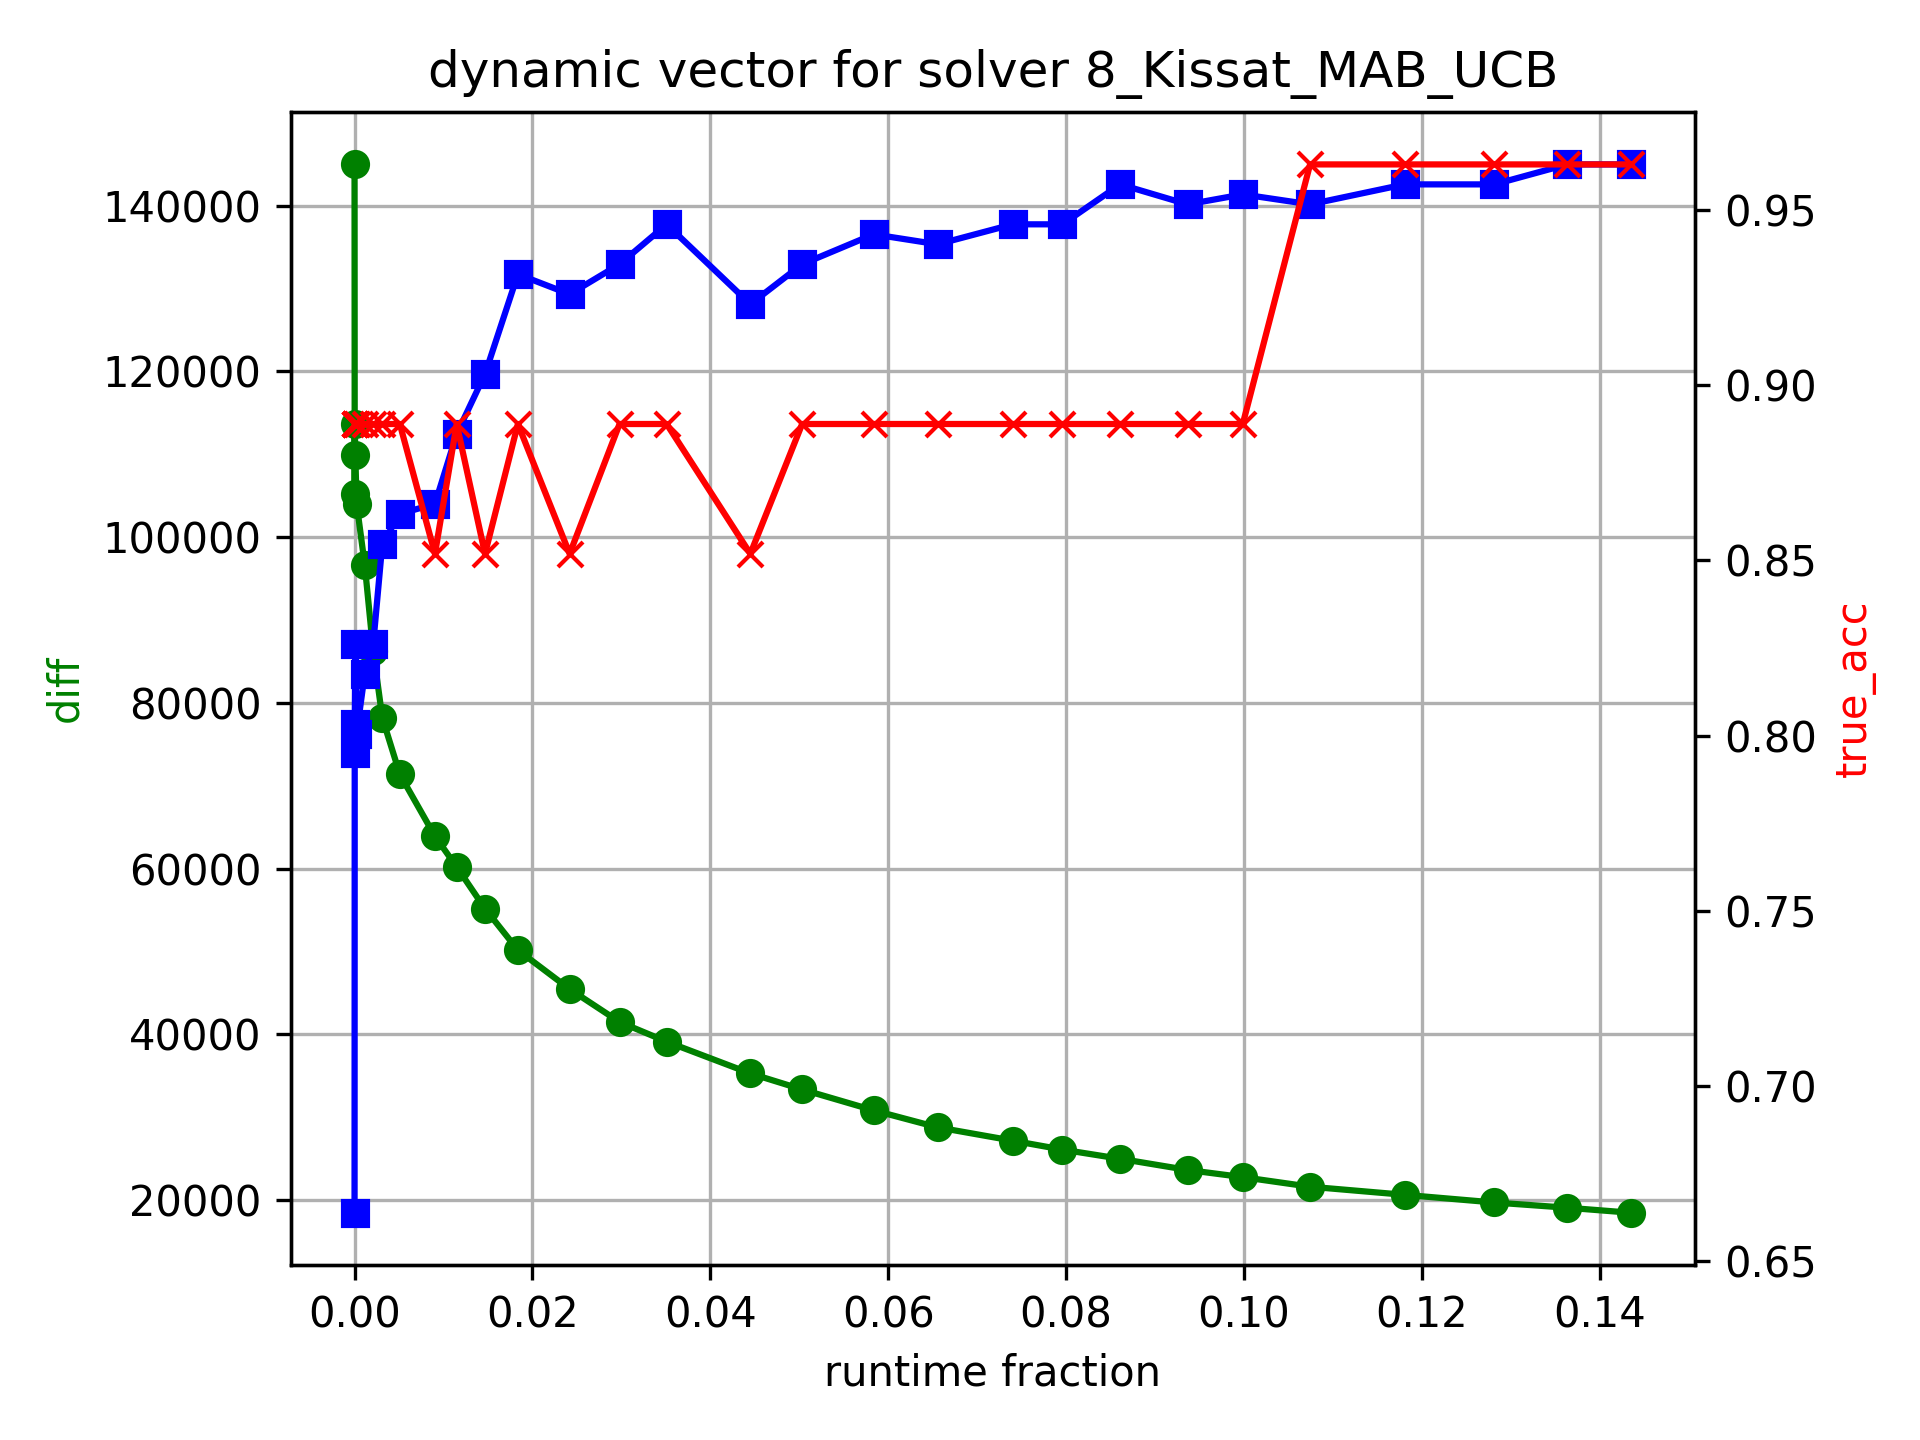 dynamic vector for solver 8_Kissat_MAB_UCB
140000
120000
100000
80000
60000
40000
20000
diff
0.95
0.90
0.85
0.80
0.75
0.70
0.65
true_acc
0.00 0.02 0.04 0.06 0.08 0.10 0.12 0.14
runtime fraction